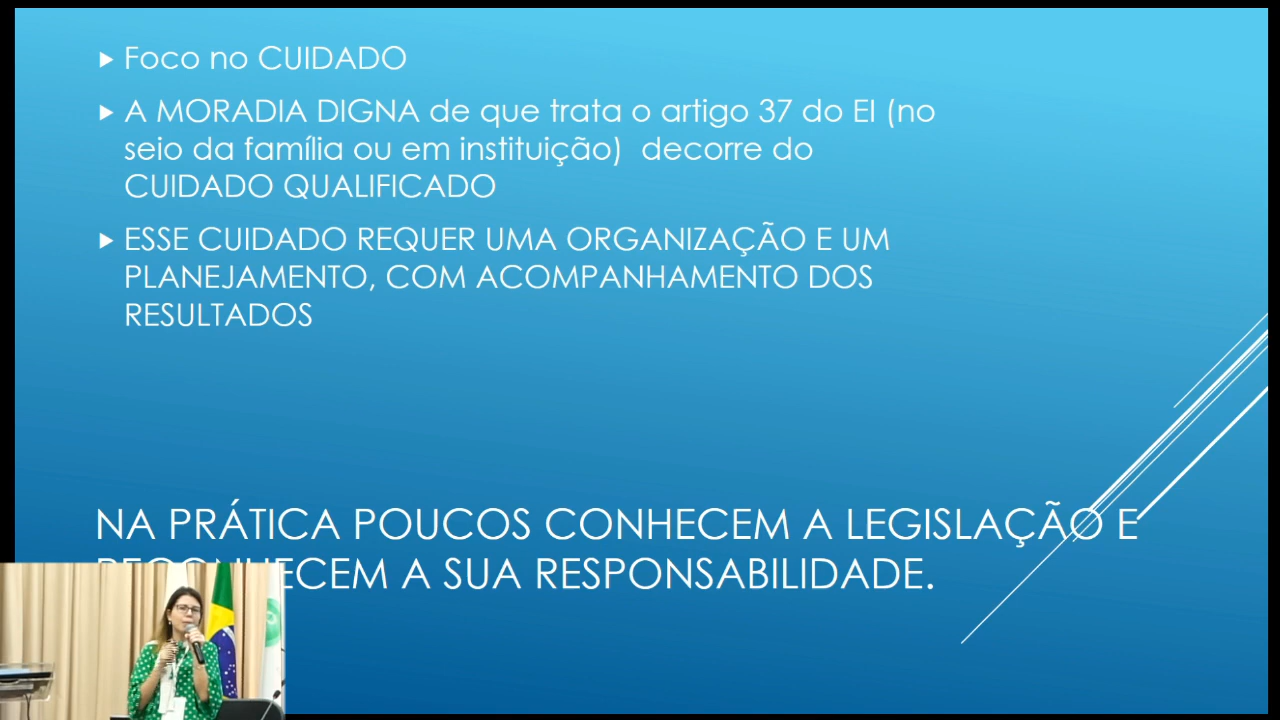 Foco no CUIDADO
A MORADIA DIGNA de que trata o artigo 37 do EI (no
seio da família ou em instituição) decorre do
CUIDADO QUALIFICADO
ESSE CUIDADO REQUER UMA ORGANIZAÇÃO E UM
PLANEJAMENTO, COM ACOMPANHAMENTO DOS
RESULTADOS
NA PRÁTICA POUCOS CONHECEM A LEGISLAÇÃO E
RECONHECEM A SUA RESPONSABILIDADE.